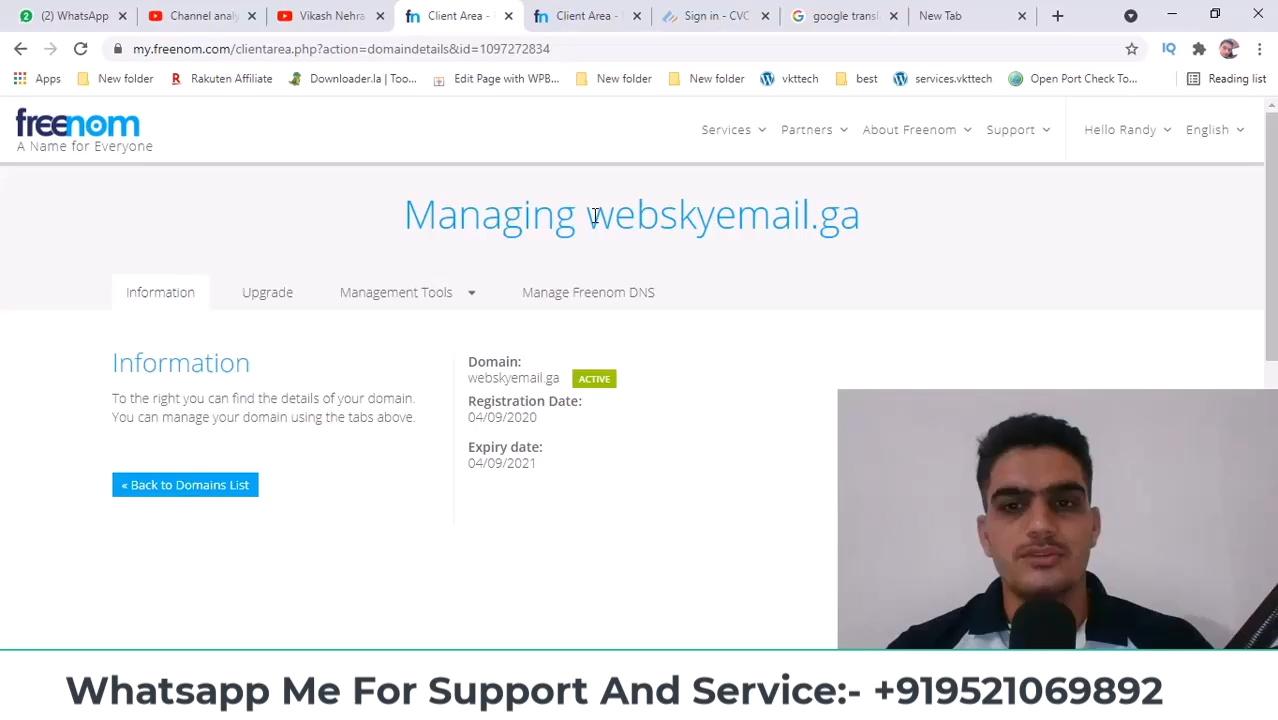 (2) WhatsApp
Channel analy
Vikash Nehra
Client Area -
Client Area -
Sign in - CVC
google transl
New Tab
my.freenom.com/clientarea.php?action=domaindetails&id=1097272834
IQ
Apps
New folder
Rakuten Affiliate
Downloader.la | Too...
Edit Page with WPB...
New folder
New folder
vkttech
best
services.vkttech
Open Port Check To...
Reading list
freenom
A Name for Everyone
Services
Partners
About Freenom
Support
Hello Randy
English
Managing webskyemail.ga
Information
Upgrade
Management Tools
Manage Freenom DNS
Information
To the right you can find the details of your domain.
You can manage your domain using the tabs above.
« Back to Domains List
Domain:
webskyemail.ga ACTIVE
Registration Date:
04/09/2020
Expiry date:
04/09/2021
Whatsapp Me For Support And Service:- +919521069892